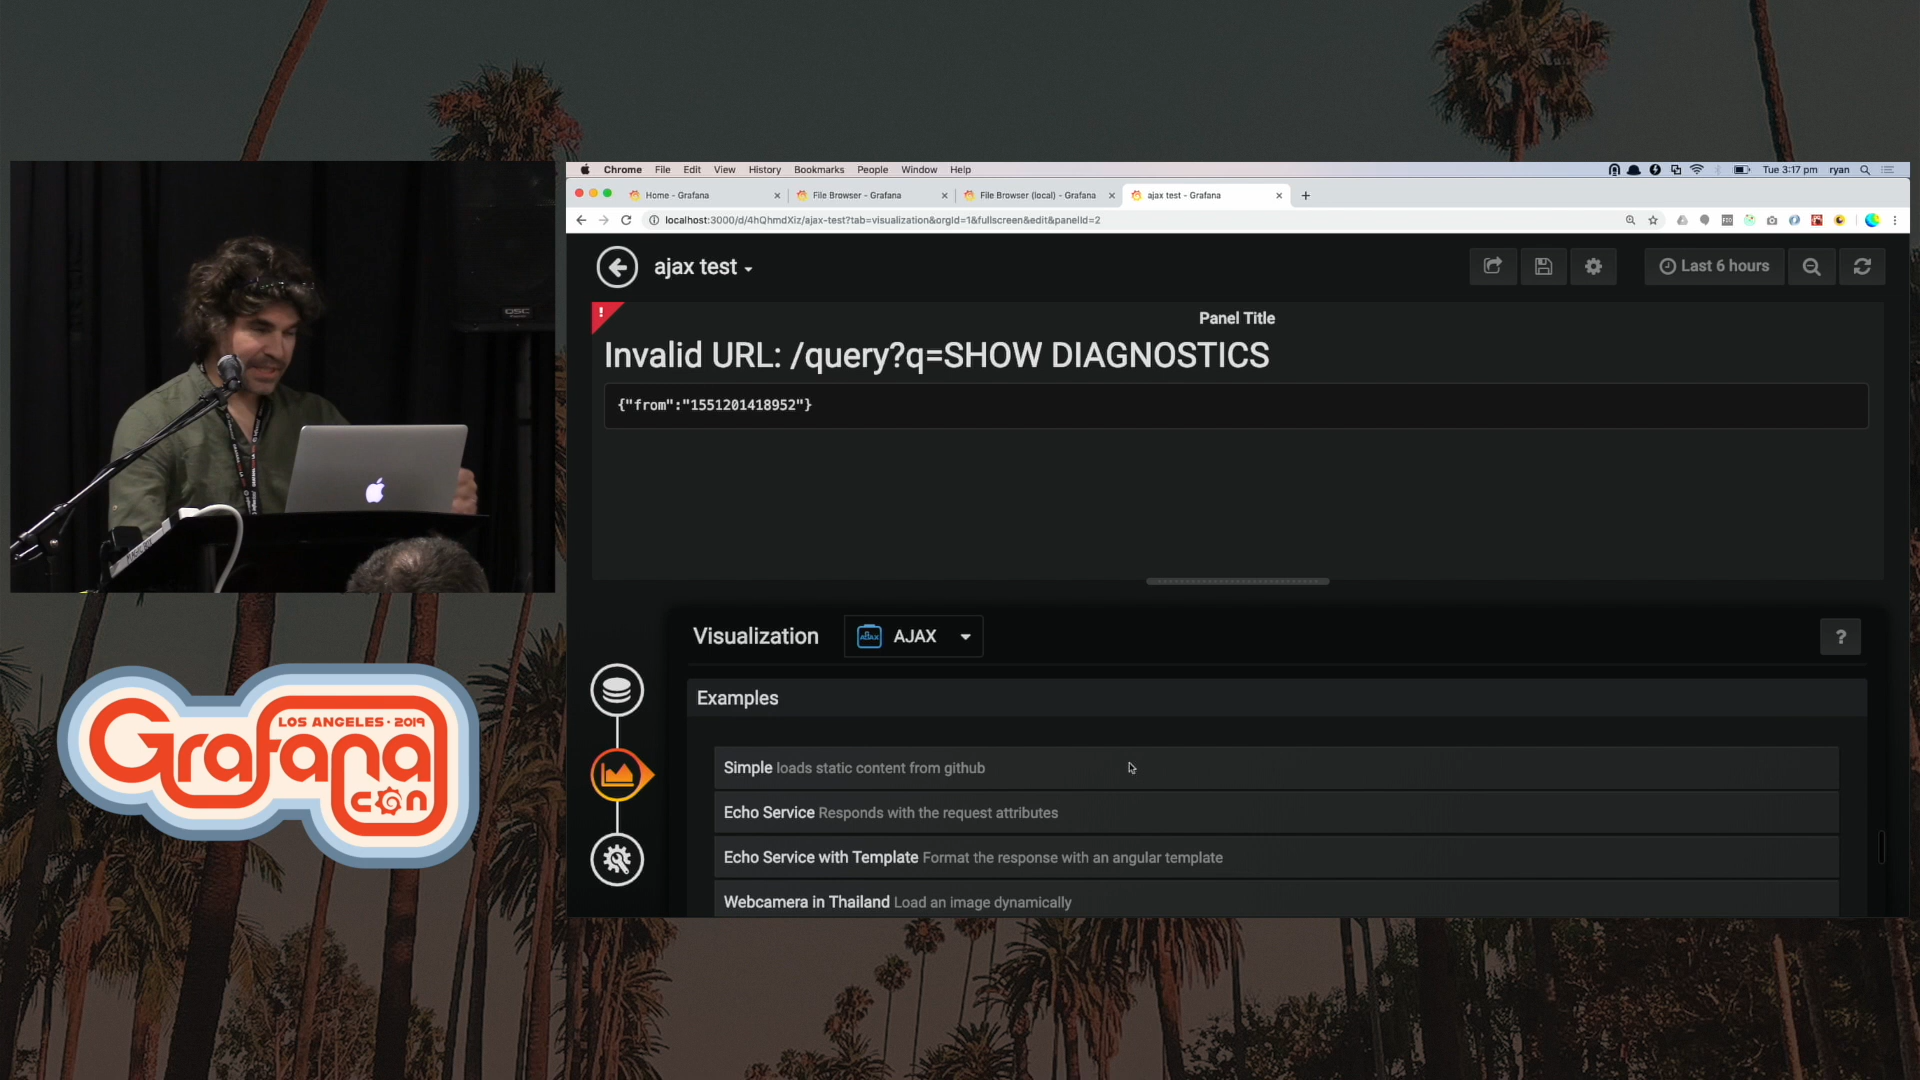 Chrome File Edit View History Bookmarks People Window Help
Tue 3:17 pm ryan
Home - Grafana
File Browser - Grafana
File Browser (local) - Grafana
ajax test - Grafana
localhost:3000/d/4hQhmdXiz/ajax-test?tab=visualization&orgId=1&fullscreen&edit&panelId=2
ajax test
Last 6 hours
!
Panel Title
Invalid URL: /query?q=SHOW DIAGNOSTICS
{"from":"1551201418952"}
Visualization
AJAX
AJAX
?
Examples
Simple loads static content from github
Echo Service Responds with the request attributes
Echo Service with Template Format the response with an angular template
Webcamera in Thailand Load an image dynamically
QSC
LOS ANGELES · 2019
Grafana
con